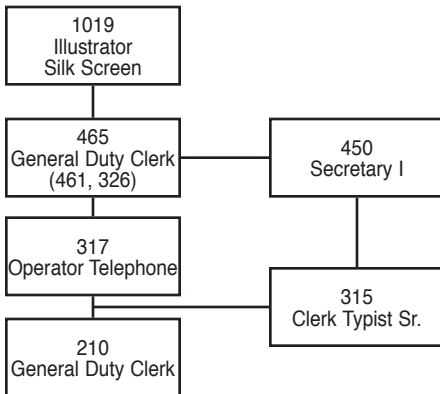 1019
Illustrator
Silk Screen
465
General Duty Clerk
(461, 326)
450
Secretary I
317
Operator Telephone
315
Clerk Typist Sr.
210
General Duty Clerk